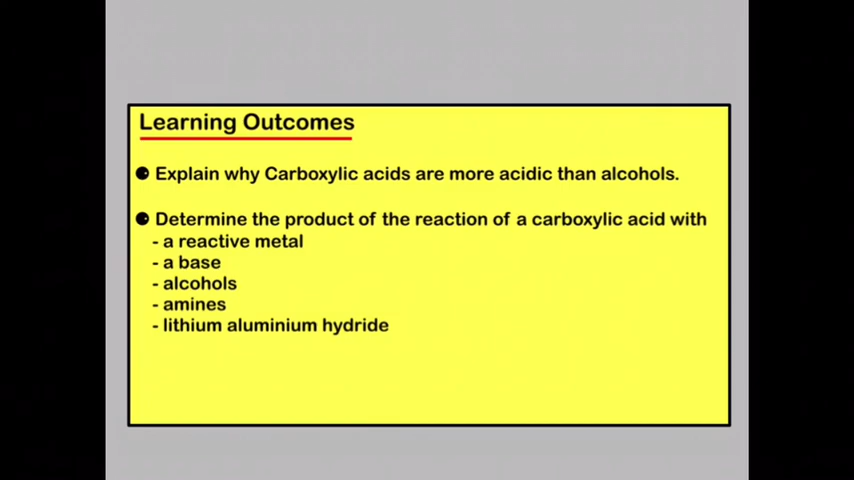 Learning Outcomes
Explain why Carboxylic acids are more acidic than alcohols.
Determine the product of the reaction of a carboxylic acid with
- a reactive metal
- a base
- alcohols
- amines
- lithium aluminium hydride